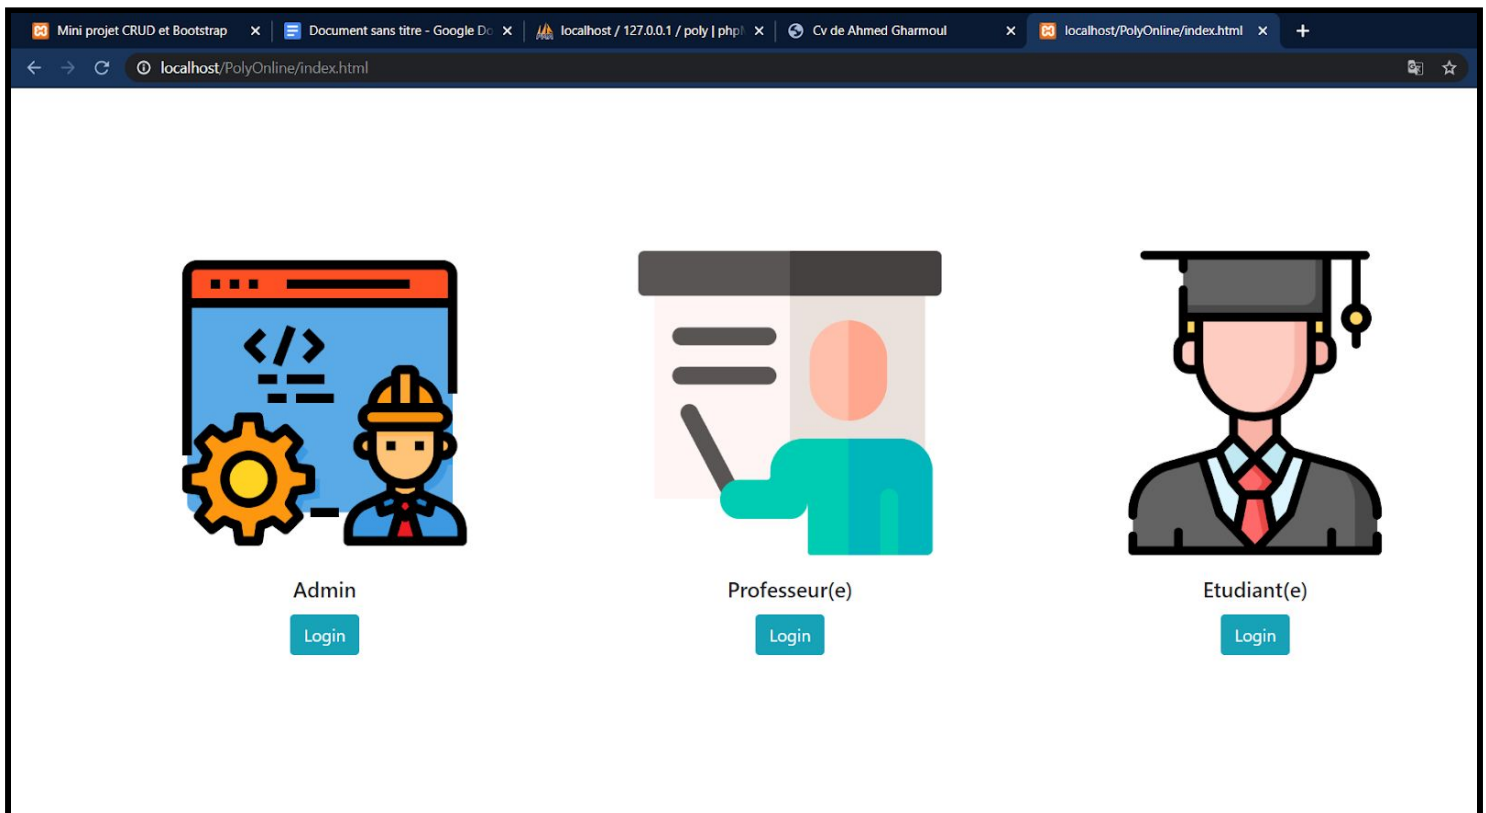 Mini projet CRUD et Bootstrap
Document sans titre - Google Do
localhost / 127.0.0.1 / poly | php
Cv de Ahmed Gharmoul
localhost/PolyOnline/index.html
localhost/PolyOnline/index.html
</>
Admin
Professeur(e)
Etudiant(e)
Login
Login
Login